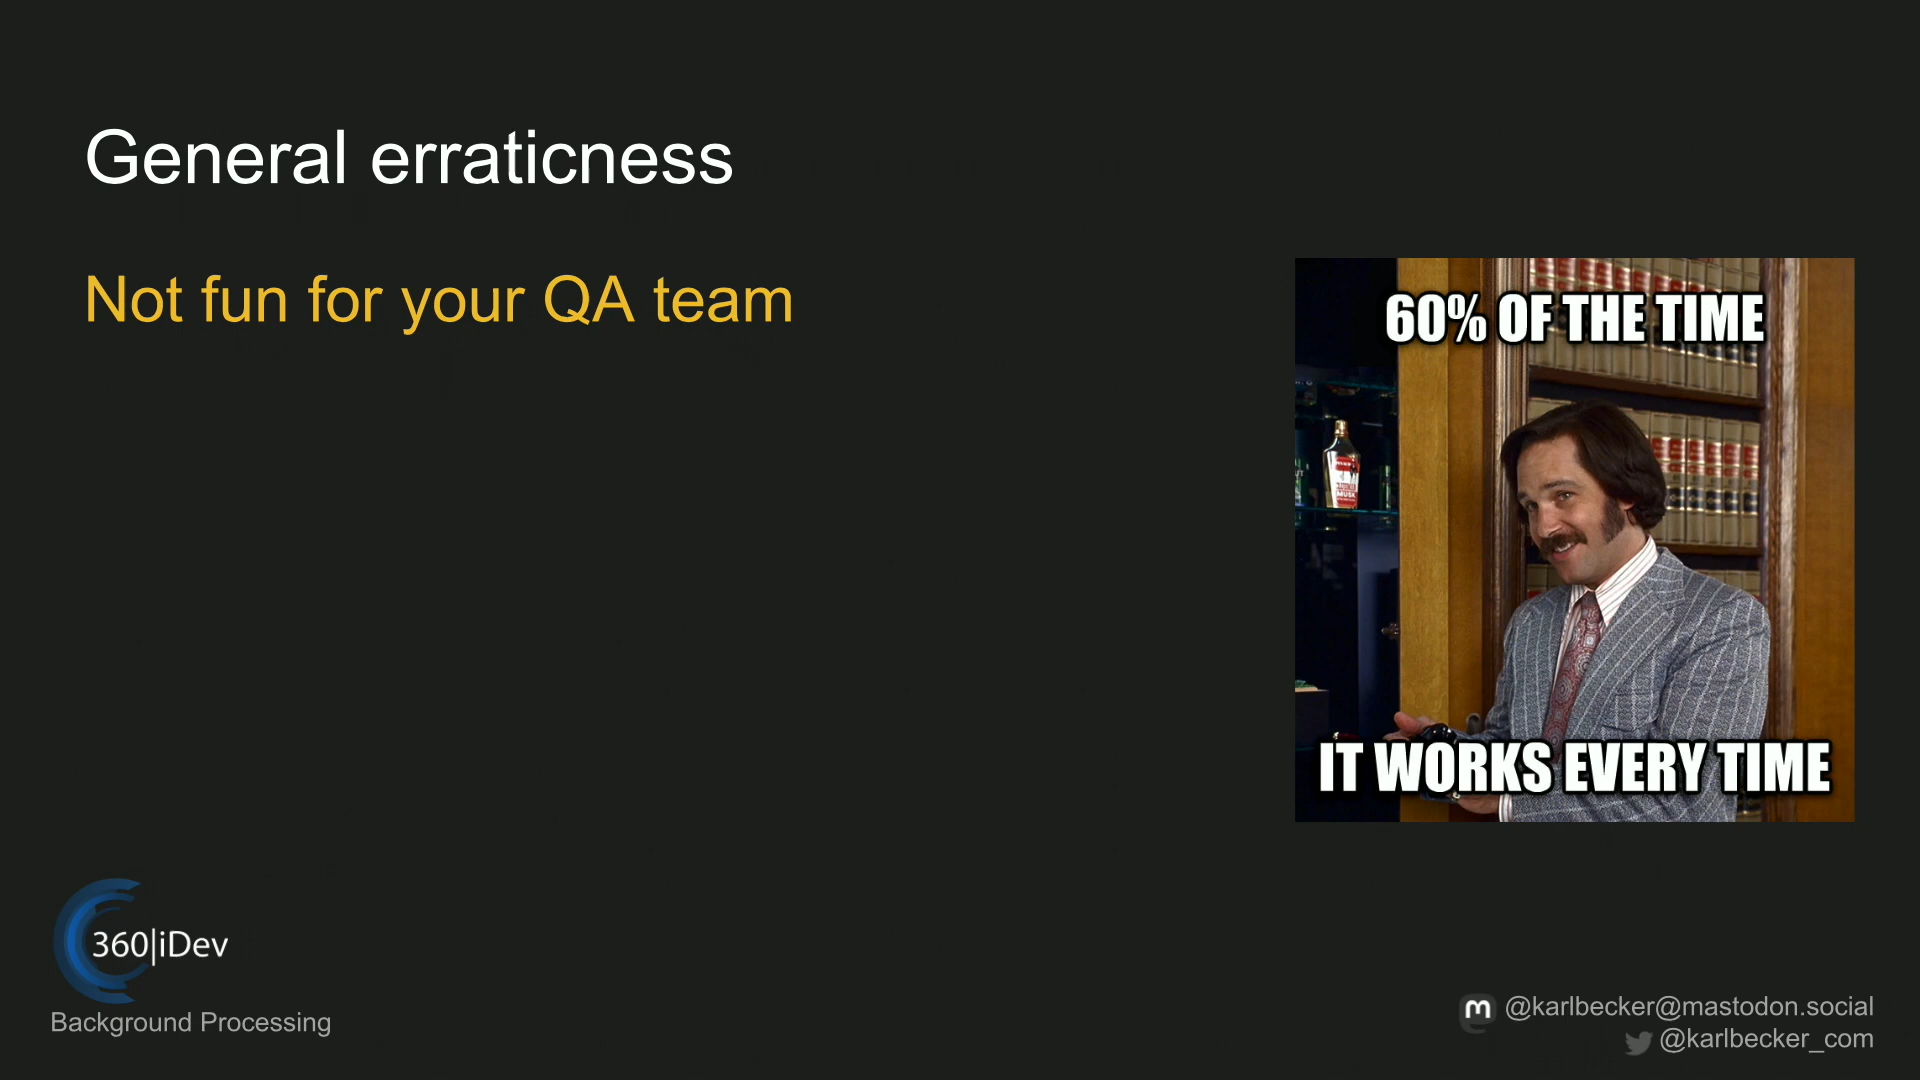 General erraticness
Not fun for your QA team
60% OF THE TIME
MUSK
IT WORKS EVERY TIME
360|iDev
Background Processing
m @karlbecker@mastodon.social
@karlbecker_com